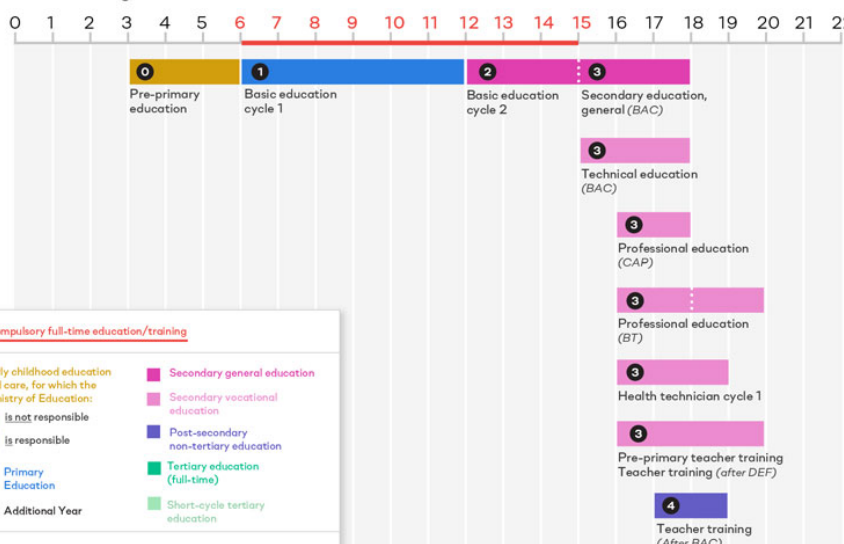 0 1 2 3 4 5 6 7 8 9 10 11 12 13 14 15 16 17 18 19 20 21
0 1 2 3
Pre-primary
education
Basic education
cycle 1
Basic education
cycle 2
Secondary education,
general (BAC)
3
Technical education
(BAC)
3
Professional education
(CAP)
3
Professional education
(BT)
3
Health technician cycle 1
3
Pre-primary teacher training
Teacher training (after DEF)
4
Teacher training
(After BAC)
full-time education/training
childhood education
care, for which the
of Education:
is not responsible
is responsible
Primary
Education
Additional Year
Secondary general education
Secondary vocational
education
Post-secondary
non-tertiary education
Tertiary education
(full-time)
Short-cycle tertiary
education